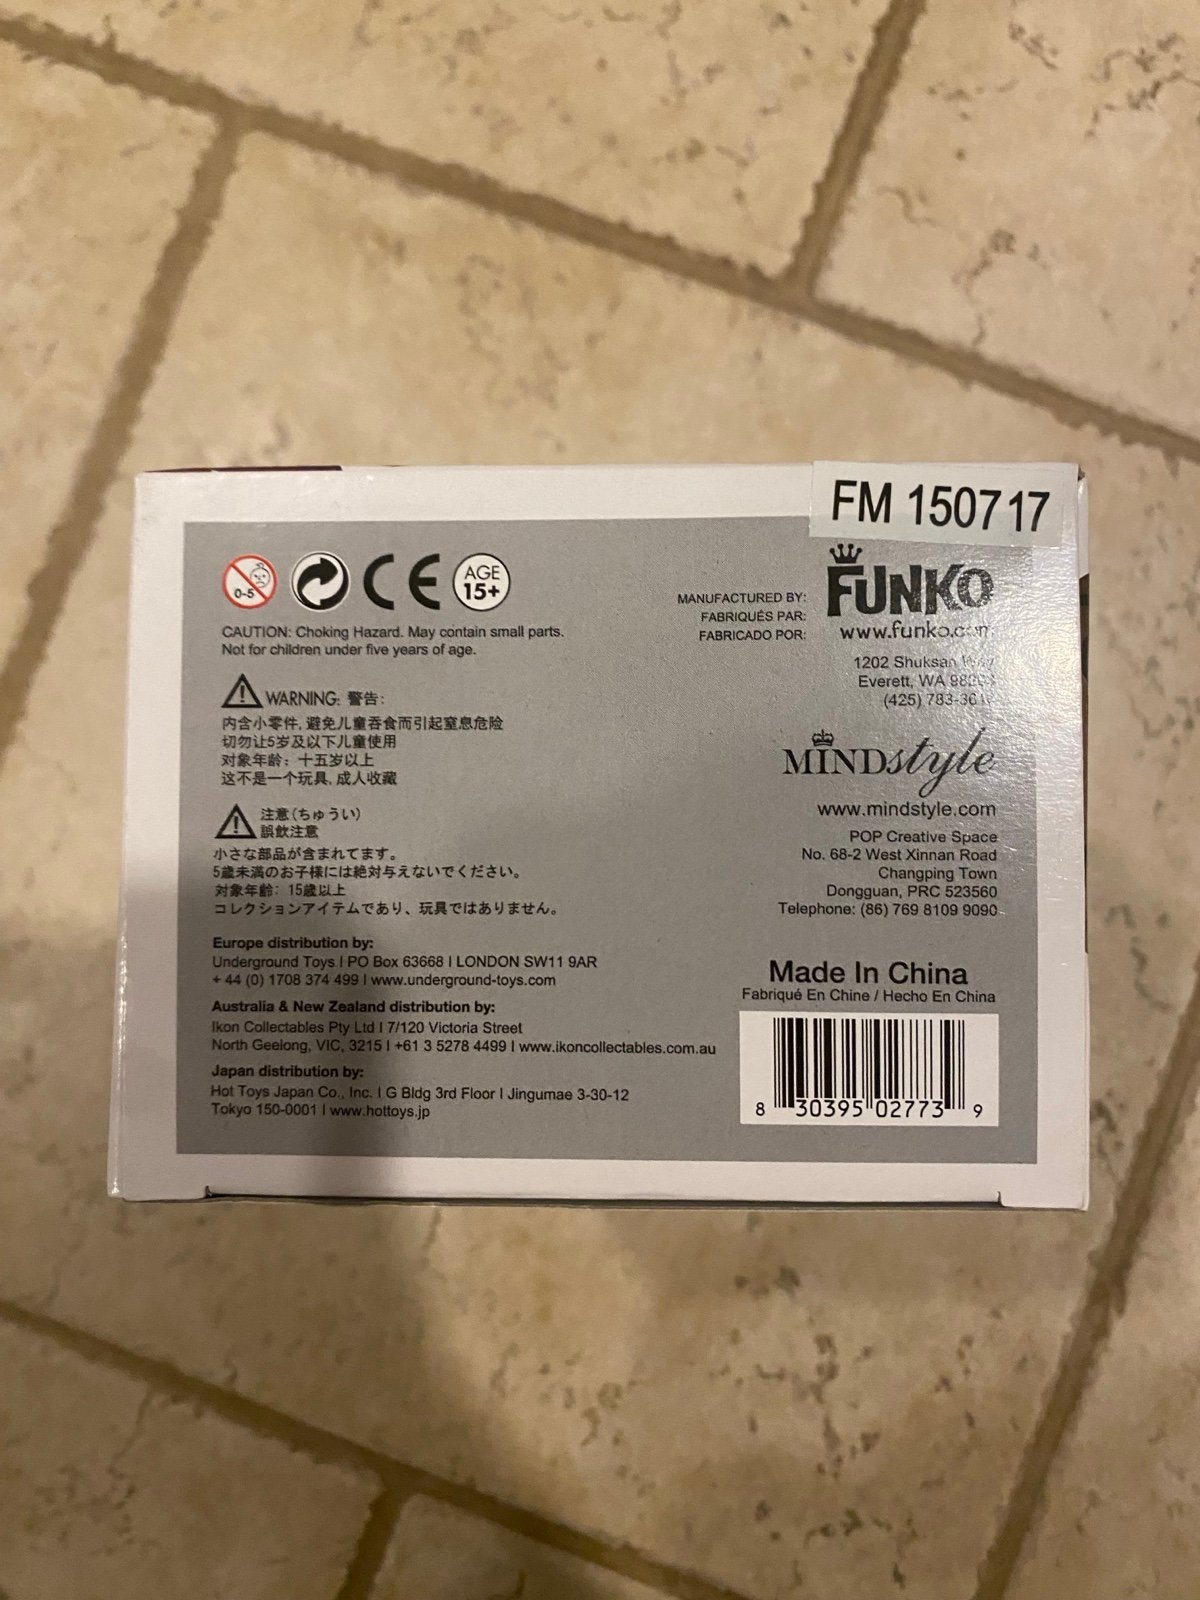 FM 150717
0-5
CE
AGE
15+
CAUTION: Choking Hazard. May contain small parts.
Not for children under five years of age.
WARNING: 警告:
内含小零件, 避免儿童吞食而引起窒息危险
切勿让5岁及以下儿童使用
对象年龄: 十五岁以上
这不是一个玩具, 成人收藏
注意(ちゅうい)
誤飲注意
小さな部品が含まれてます。
5歳未満のお子様には絶対与えないでください。
対象年齢: 15歳以上
コレクションアイテムであり、玩具ではありません。
Europe distribution by:
Underground Toys I PO Box 63668 I LONDON SW11 9AR
+ 44 (0) 1708 374 499 I www.underground-toys.com
Australia & New Zealand distribution by:
Ikon Collectables Pty Ltd I 7/120 Victoria Street
North Geelong, VIC, 3215 I +61 3 5278 4499 I www.ikoncollectables.com.au
Japan distribution by:
Hot Toys Japan Co., Inc. I G Bldg 3rd Floor I Jingumae 3-30-12
Tokyo 150-0001 I www.hottoys.jp
MANUFACTURED BY:
FABRIQUÉS PAR:
FABRICADO POR:
FUNKO
www.funko.com
1202 Shuksan Way
Everett, WA
(425)
MINDstyle
www.mindstyle.com
POP Creative Space
No. 68-2 West Xinnan Road
Changping Town
Dongguan, PRC 523560
Telephone: (86) 769 8109 9090
Made In China
Fabriqué En Chine / Hecho En China
8 30395 02773 9